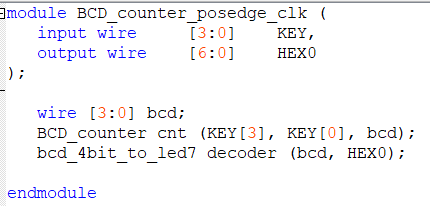 module BCD_counter_posedge_clk (
input wire [3:0] KEY,
output wire [6:0] HEX0
);
wire [3:0] bcd;
BCD_counter cnt (KEY[3], KEY[0], bcd);
bcd_4bit_to_led7 decoder (bcd, HEX0);
endmodule